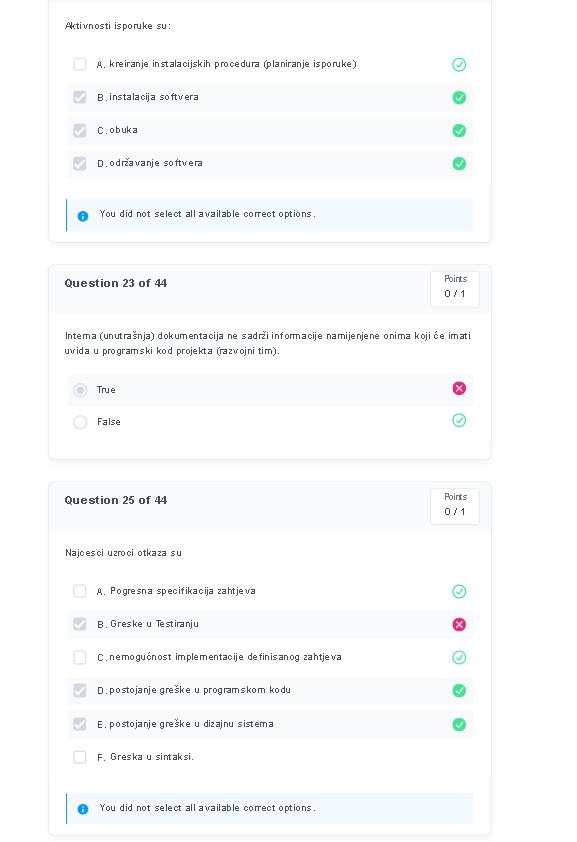 Aktivnosti isporuke su:
A. kreiranje instalacijskih procedura (planiranje isporuke)
B. instalacija softvera
C. obuka
D. održavanje softvera
You did not select all available correct options.
Question 23 of 44
Points
0 / 1
Interna (unutrašnja) dokumentacija ne sadrži informacije namijenjene onima koji će imati
uvida u programski kod projekta (razvojni tim).
True
False
Question 25 of 44
Points
0 / 1
Najcesci uzroci otkaza su
A. Pogresna specifikacija zahtjeva
B. Greske u Testiranju
C. nemogućnost implementacije definisanog zahtjeva
D. postojanje greške u programskom kodu
E. postojanje greške u dizajnu sistema
F. Greska u sintaksi.
You did not select all available correct options.